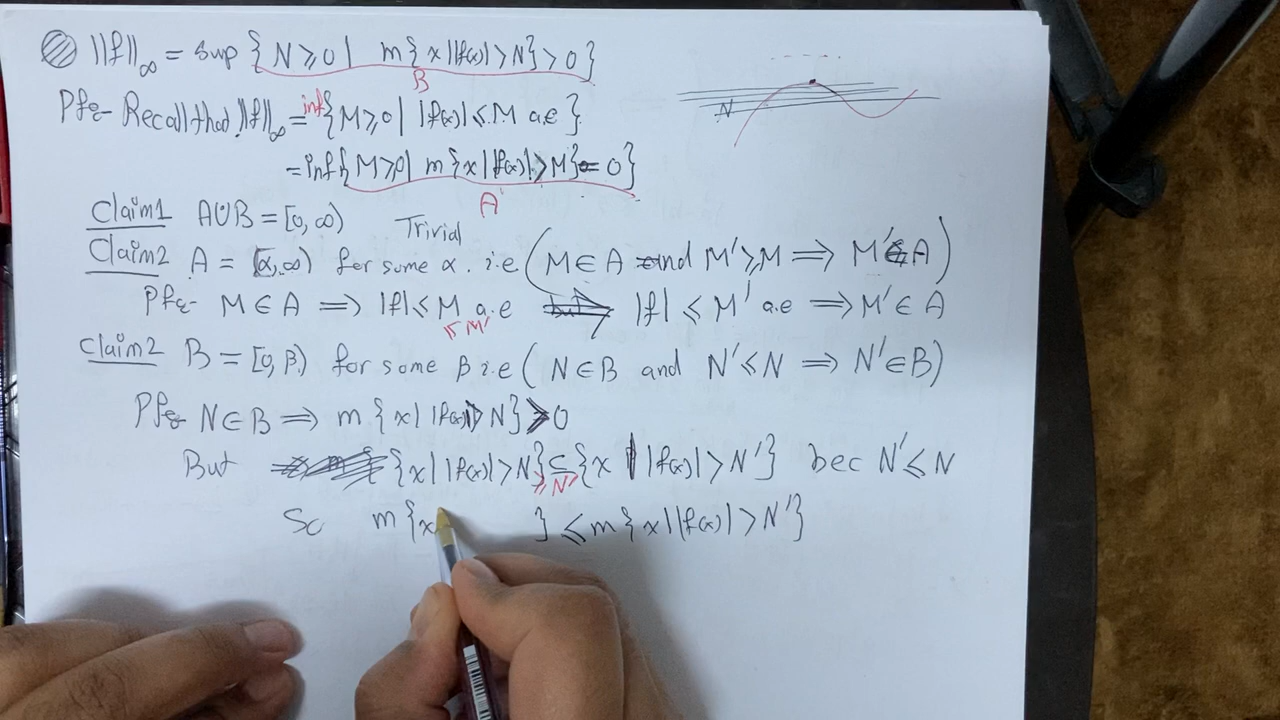 ||f||∞ = sup {N ≥ 0 | m{x | |f(x)| > N} > 0}
B
Pf:- Recall that ||f||∞ = inf {M ≥ 0 | |f(x)| ≤ M a.e }
= inf {M ≥ 0 | m{x | |f(x)| > M} = 0}
A
Claim1 A ∪ B = [0, ∞) Trivial
Claim2 A = [α, ∞) for some α. i.e (M ∈ A and M' ≥ M ⟹ M' ∈ A)
Pf:- M ∈ A ⟹ |f| ≤ M a.e ⟹ |f| ≤ M' a.e ⟹ M' ∈ A
≤ M'
Claim2 B = [0, β) for some β i.e ( N ∈ B and N' ≤ N ⟹ N' ∈ B)
Pf:- N ∈ B ⟹ m {x | |f(x)| > N} > 0
But {x | |f(x)| > N} ⊆ {x | |f(x)| > N'} bec N' ≤ N
≥ N'
So m {x } ≤ m {x | |f(x)| > N'}
N